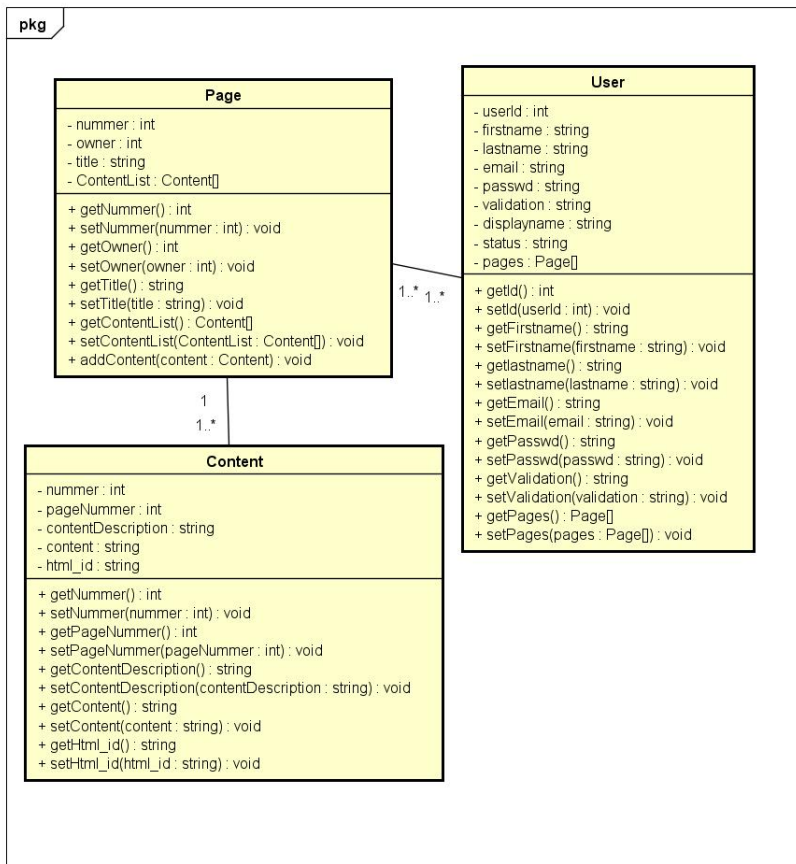 pkg
Page
- nummer : int
- owner : int
- title : string
- ContentList : Content[]
+ getNummer() : int
+ setNummer(nummer : int) : void
+ getOwner() : int
+ setOwner(owner : int) : void
+ getTitle() : string
+ setTitle(title : string) : void
+ getContentList() : Content[]
+ setContentList(ContentList : Content[]) : void
+ addContent(content : Content) : void
User
- userId : int
- firstname : string
- lastname : string
- email : string
- passwd : string
- validation : string
- displayname : string
- status : string
- pages : Page[]
+ getId() : int
+ setId(userId : int) : void
+ getFirstname() : string
+ setFirstname(firstname : string) : void
+ getlastname() : string
+ setlastname(lastname : string) : void
+ getEmail() : string
+ setEmail(email : string) : void
+ getPasswd() : string
+ setPasswd(passwd : string) : void
+ getValidation() : string
+ setValidation(validation : string) : void
+ getPages() : Page[]
+ setPages(pages : Page[]) : void
1..* 1..*
1
1..*
Content
- nummer : int
- pageNummer : int
- contentDescription : string
- content : string
- html_id : string
+ getNummer() : int
+ setNummer(nummer : int) : void
+ getPageNummer() : int
+ setPageNummer(pageNummer : int) : void
+ getContentDescription() : string
+ setContentDescription(contentDescription : string) : void
+ getContent() : string
+ setContent(content : string) : void
+ getHtml_id() : string
+ setHtml_id(html_id : string) : void